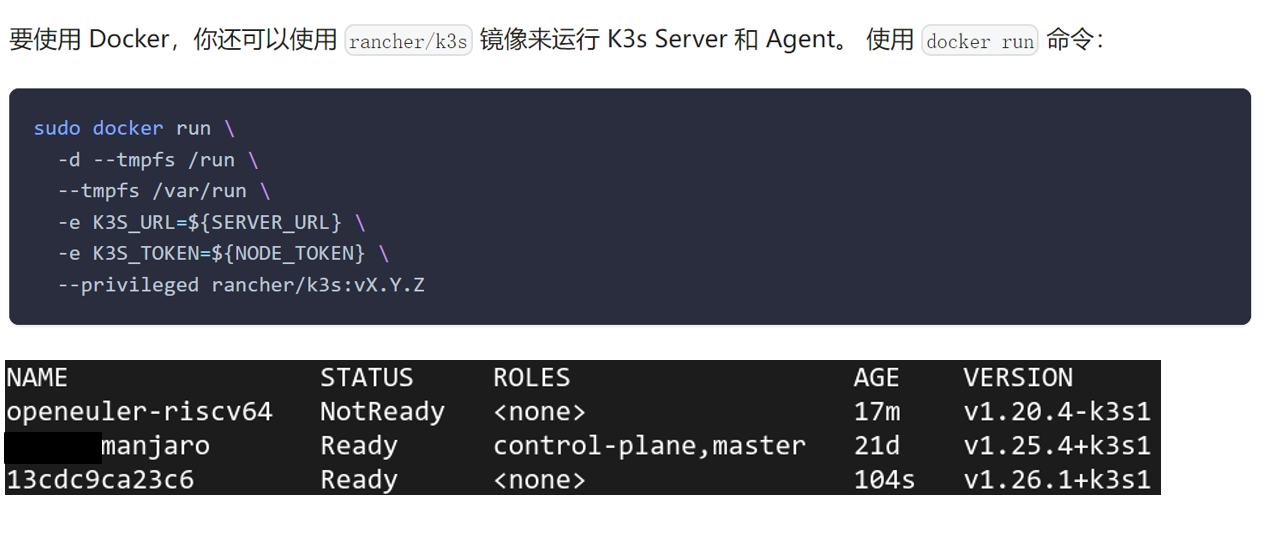 要使用 Docker，你还可以使用 rancher/k3s 镜像来运行 K3s Server 和 Agent。 使用 docker run 命令：
sudo docker run \
-d --tmpfs /run \
--tmpfs /var/run \
-e K3S_URL=${SERVER_URL} \
-e K3S_TOKEN=${NODE_TOKEN} \
--privileged rancher/k3s:vX.Y.Z
NAME STATUS ROLES AGE VERSION
openeuler-riscv64 NotReady <none> 17m v1.20.4-k3s1
manjaro Ready control-plane,master 21d v1.25.4+k3s1
13cdc9ca23c6 Ready <none> 104s v1.26.1+k3s1